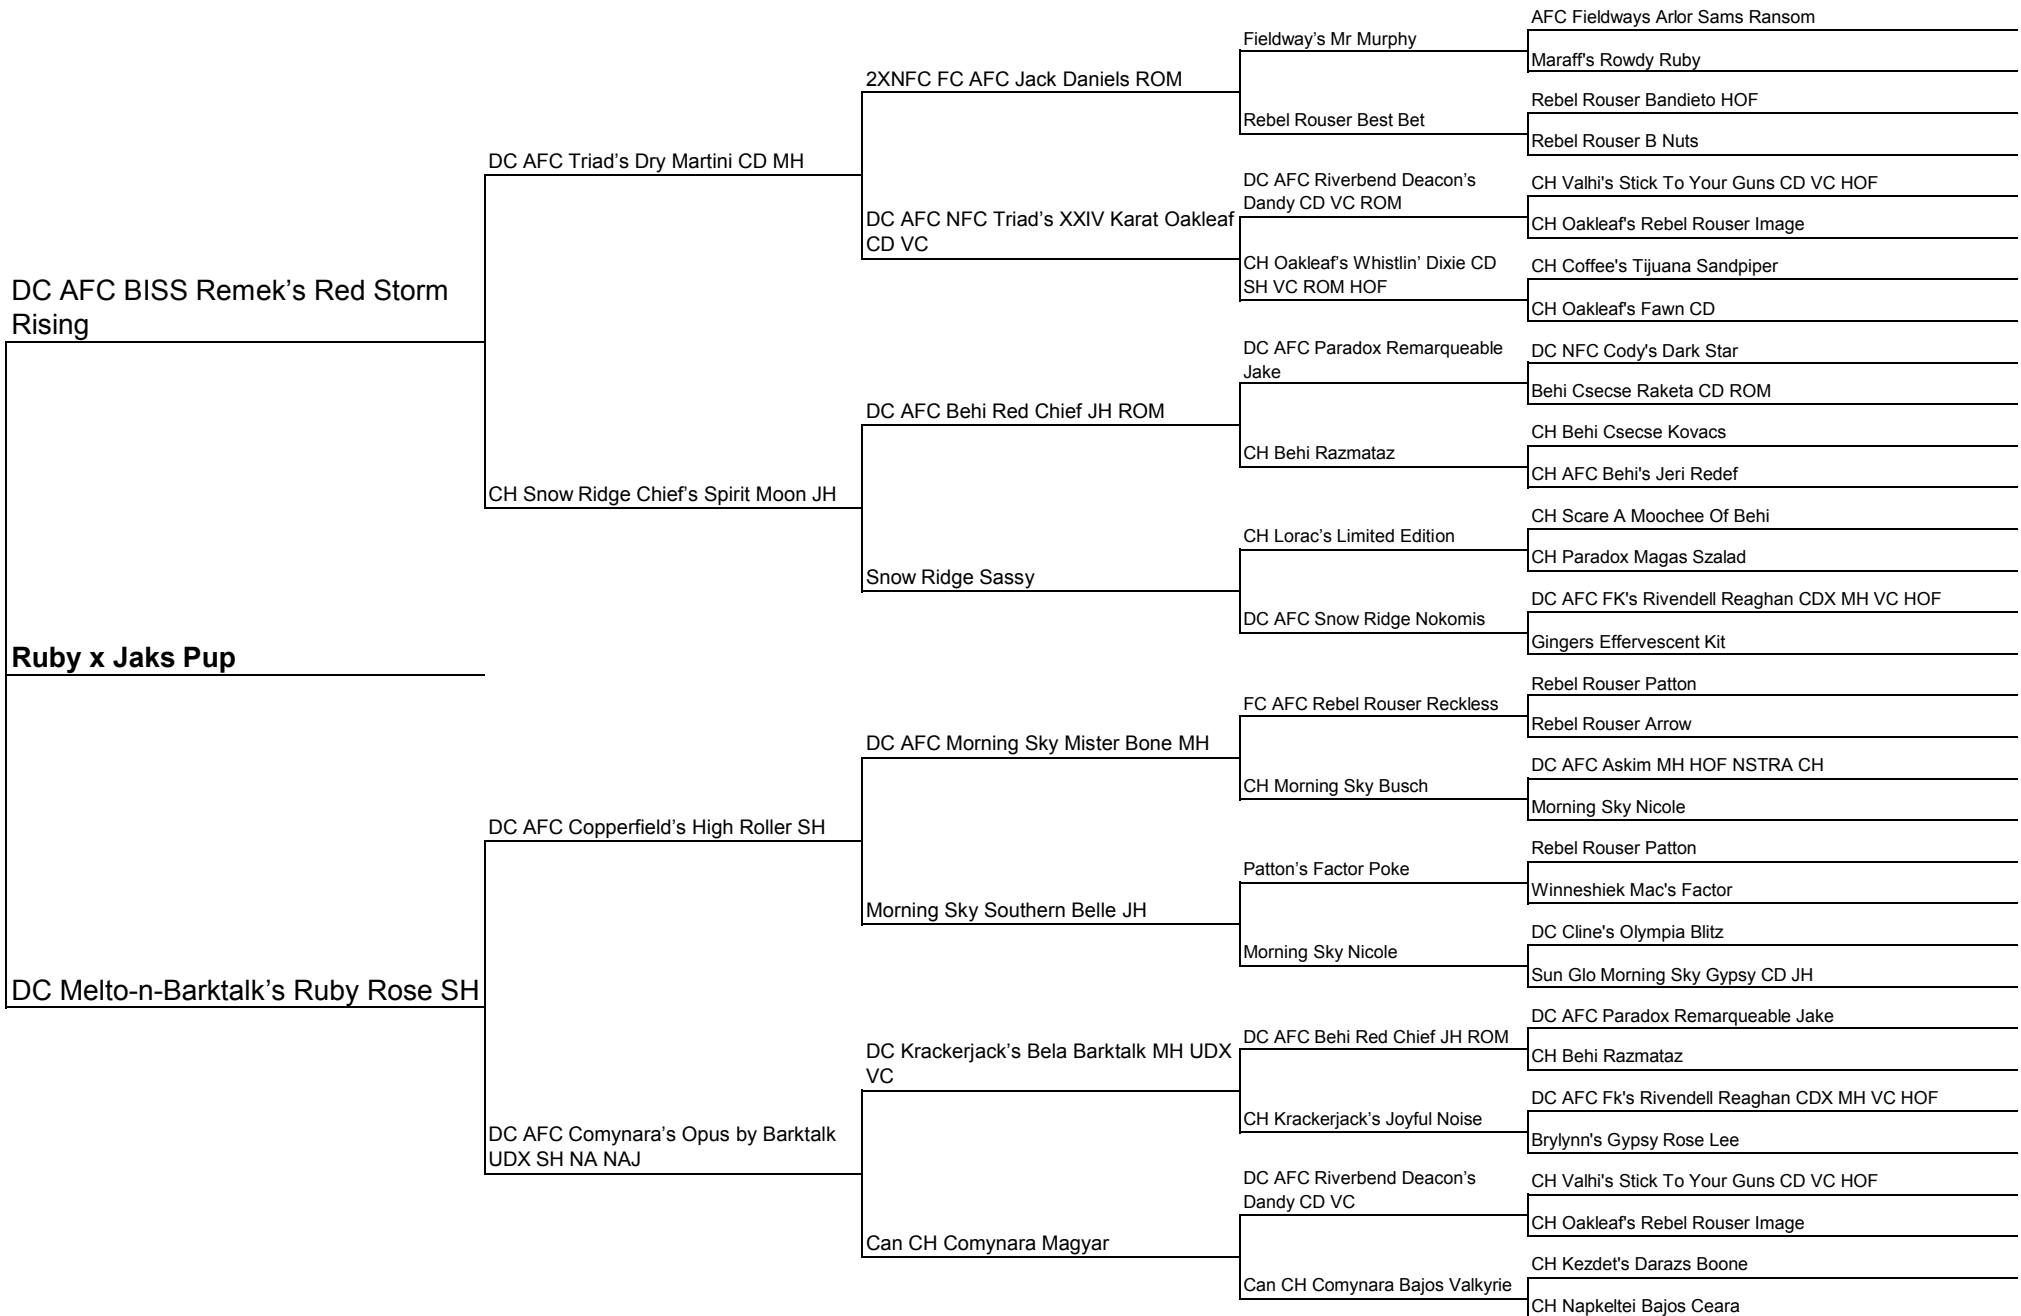 DC AFC BISS Remek’s Red Storm
Rising
Ruby x Jaks Pup
DC Melto-n-Barktalk’s Ruby Rose SH
DC AFC Triad’s Dry Martini CD MH
CH Snow Ridge Chief’s Spirit Moon JH
DC AFC Copperfield’s High Roller SH
DC AFC Comynara’s Opus by Barktalk
UDX SH NA NAJ
2XNFC FC AFC Jack Daniels ROM
DC AFC NFC Triad’s XXIV Karat Oakleaf
CD VC
DC AFC Behi Red Chief JH ROM
Snow Ridge Sassy
DC AFC Morning Sky Mister Bone MH
Morning Sky Southern Belle JH
DC Krackerjack’s Bela Barktalk MH UDX
VC
Can CH Comynara Magyar
Fieldway’s Mr Murphy
Rebel Rouser Best Bet
DC AFC Riverbend Deacon’s
Dandy CD VC ROM
CH Oakleaf’s Whistlin’ Dixie CD
SH VC ROM HOF
DC AFC Paradox Remarqueable
Jake
CH Behi Razmataz
CH Lorac’s Limited Edition
DC AFC Snow Ridge Nokomis
FC AFC Rebel Rouser Reckless
CH Morning Sky Busch
Patton’s Factor Poke
Morning Sky Nicole
DC AFC Behi Red Chief JH ROM
CH Krackerjack’s Joyful Noise
DC AFC Riverbend Deacon’s
Dandy CD VC
Can CH Comynara Bajos Valkyrie
AFC Fieldways Arlor Sams Ransom
Maraff's Rowdy Ruby
Rebel Rouser Bandieto HOF
Rebel Rouser B Nuts
CH Valhi's Stick To Your Guns CD VC HOF
CH Oakleaf's Rebel Rouser Image
CH Coffee's Tijuana Sandpiper
CH Oakleaf's Fawn CD
DC NFC Cody's Dark Star
Behi Csecse Raketa CD ROM
CH Behi Csecse Kovacs
CH AFC Behi's Jeri Redef
CH Scare A Moochee Of Behi
CH Paradox Magas Szalad
DC AFC FK's Rivendell Reaghan CDX MH VC HOF
Gingers Effervescent Kit
Rebel Rouser Patton
Rebel Rouser Arrow
DC AFC Askim MH HOF NSTRA CH
Morning Sky Nicole
Rebel Rouser Patton
Winneshiek Mac's Factor
DC Cline's Olympia Blitz
Sun Glo Morning Sky Gypsy CD JH
DC AFC Paradox Remarqueable Jake
CH Behi Razmataz
DC AFC Fk's Rivendell Reaghan CDX MH VC HOF
Brylynn's Gypsy Rose Lee
CH Valhi's Stick To Your Guns CD VC HOF
CH Oakleaf's Rebel Rouser Image
CH Kezdet's Darazs Boone
CH Napkeltei Bajos Ceara